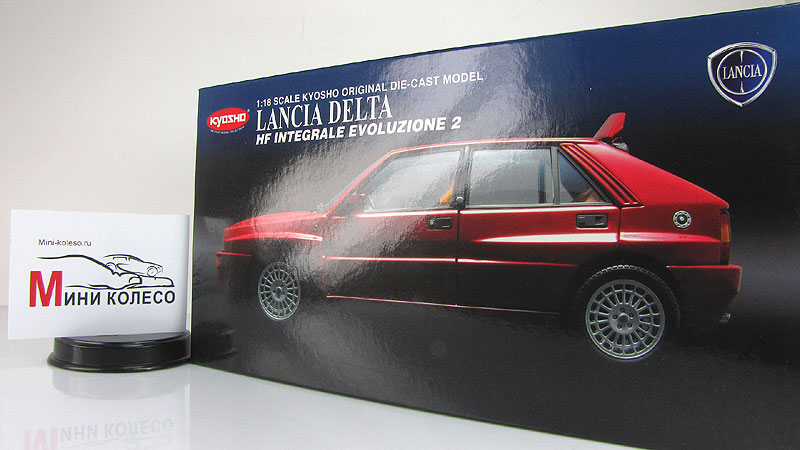 1:18 SCALE KYOSHO ORIGINAL DIE-CAST MODEL
KYOSHO
LANCIA DELTA
HF INTEGRALE EVOLUZIONE 2
LANCIA
Mini-koleso.ru
Мини колесо